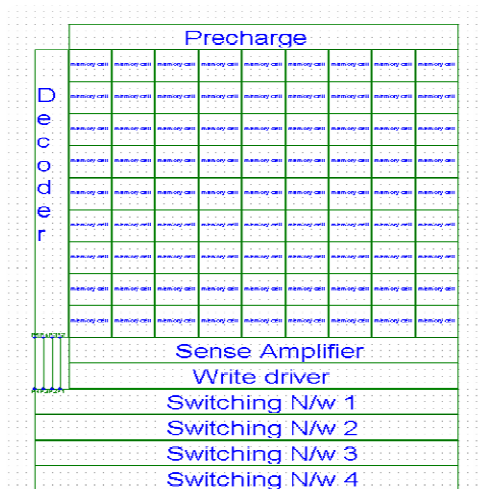 Precharge
Decoder
memory cell memory cell memory cell memory cell memory cell memory cell memory cell memory cell memory cell
memory cell memory cell memory cell memory cell memory cell memory cell memory cell memory cell memory cell
memory cell memory cell memory cell memory cell memory cell memory cell memory cell memory cell memory cell
memory cell memory cell memory cell memory cell memory cell memory cell memory cell memory cell memory cell
memory cell memory cell memory cell memory cell memory cell memory cell memory cell memory cell memory cell
memory cell memory cell memory cell memory cell memory cell memory cell memory cell memory cell memory cell
memory cell memory cell memory cell memory cell memory cell memory cell memory cell memory cell memory cell
memory cell memory cell memory cell memory cell memory cell memory cell memory cell memory cell memory cell
memory cell memory cell memory cell memory cell memory cell memory cell memory cell memory cell memory cell
Sense Amplifier
Write driver
Switching N/w 1
Switching N/w 2
Switching N/w 3
Switching N/w 4